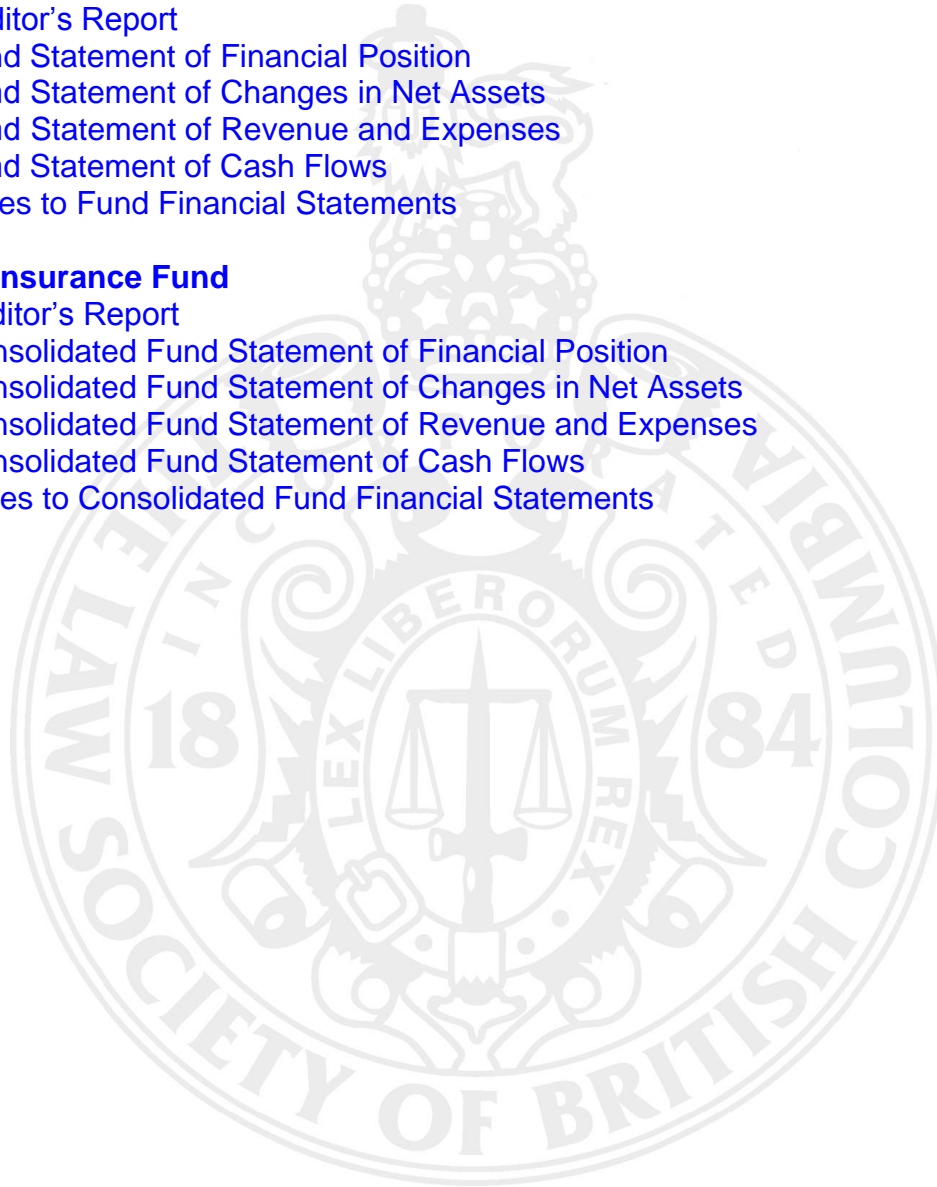 ditor’s Report
nd Statement of Financial Position
nd Statement of Changes in Net Assets
nd Statement of Revenue and Expenses
nd Statement of Cash Flows
es to Fund Financial Statements
nsurance Fund
ditor’s Report
nsolidated Fund Statement of Financial Position
nsolidated Fund Statement of Changes in Net Assets
nsolidated Fund Statement of Revenue and Expenses
nsolidated Fund Statement of Cash Flows
es to Consolidated Fund Financial Statements
THE LAW SOCIETY OF BRITISH COLUMBIA
INCORPORATED
18 84
LEX LIBERORUM REX